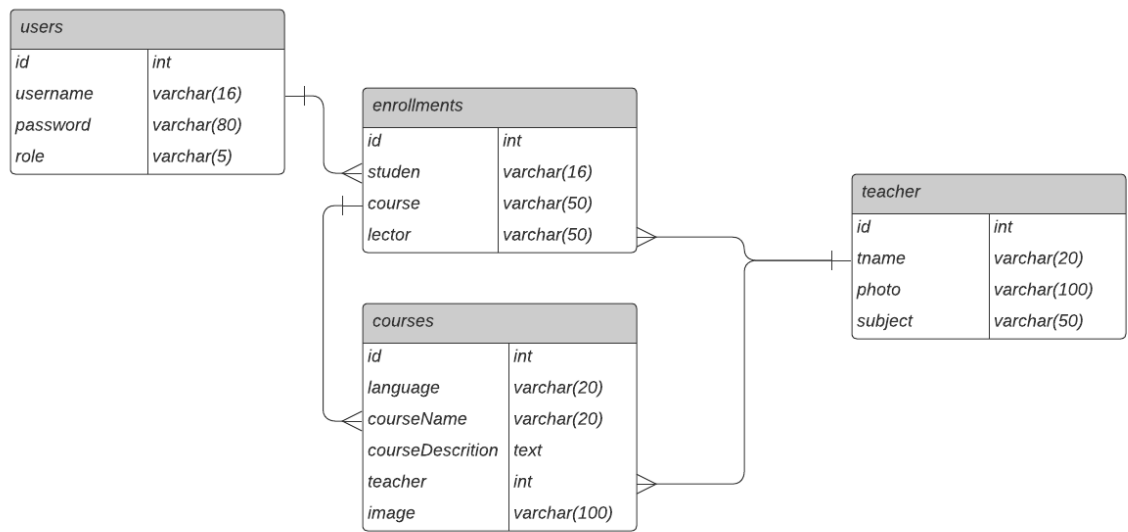 users
id int
username varchar(16)
password varchar(80)
role varchar(5)
enrollments
id int
studen varchar(16)
course varchar(50)
lector varchar(50)
teacher
id int
tname varchar(20)
photo varchar(100)
subject varchar(50)
courses
id int
language varchar(20)
courseName varchar(20)
courseDescrition text
teacher int
image varchar(100)